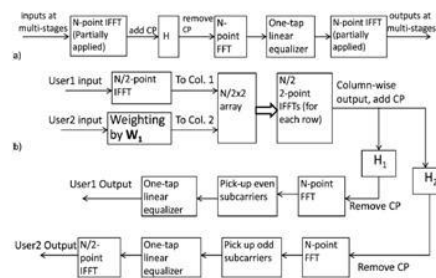 inputs at
multi-stages
N-point IFFT
(Partially
applied)
add CP
H
remove
CP
N-
point
FFT
One-tap
linear
equalizer
N-point IFFT
(Partially
applied)
outputs at
multi-stages
a)
User1 input
N/2-point
IFFT
To Col. 1
User2 input
Weighting
by W₁
To Col. 2
N/2x2
array
N/2
2-point
IFFTs (for
each row)
Column-wise
output, add CP
H₁
H₂
b)
User1 Output
One-tap
linear
equalizer
Pick-up even
subcarriers
N-point
FFT
Remove CP
User2 Output
N/2-
point
IFFT
One-tap
Linear
equalizer
Pick up odd
subcarriers
N-point
FFT
Remove CP